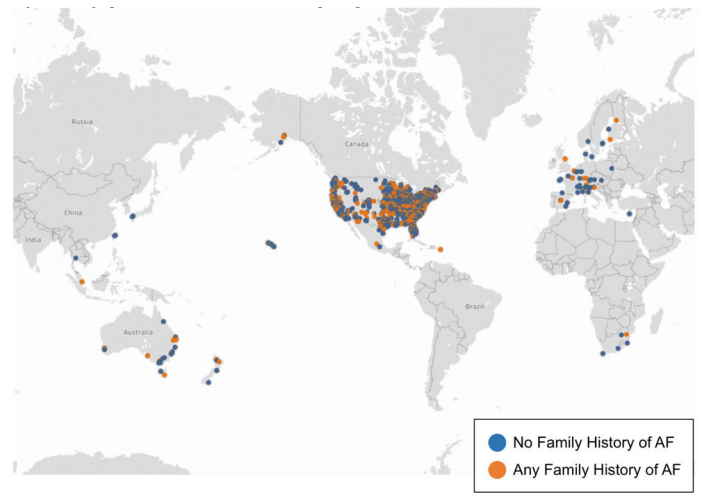 Russia
Canada
China
India
Brazil
Australia
No Family History of AF
Any Family History of AF